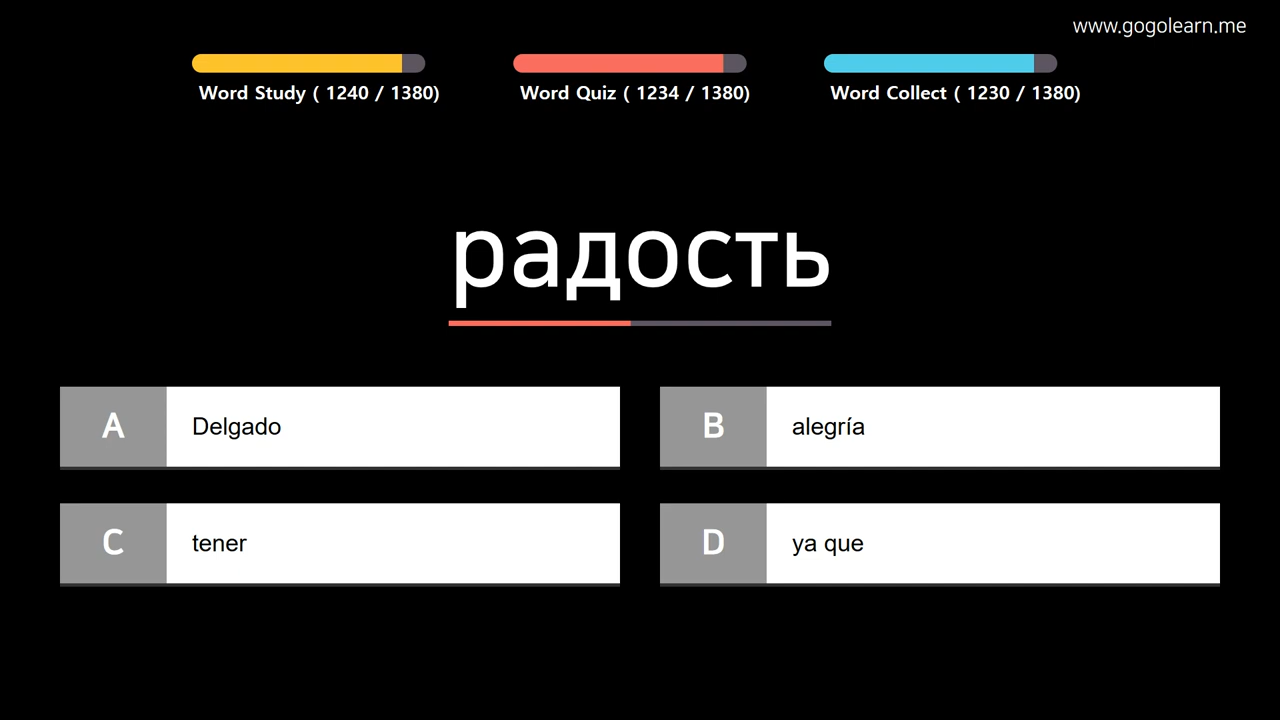 www.gogolearn.me
Word Study ( 1240 / 1380)
Word Quiz ( 1234 / 1380)
Word Collect ( 1230 / 1380)
радость
A
Delgado
B
alegría
C
tener
D
ya que